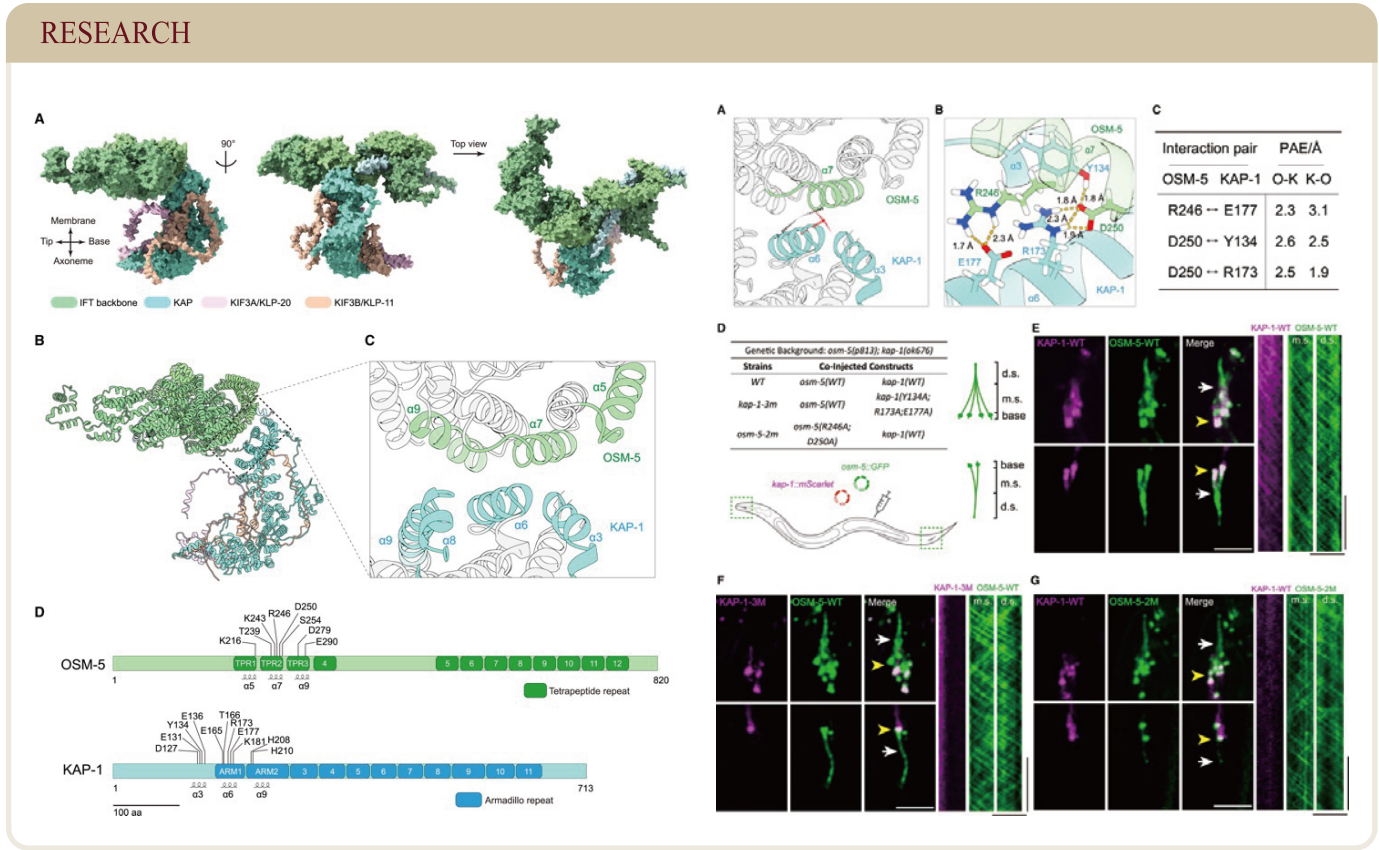 RESEARCH
A
90°
Top view
Membrane
Tip
Base
Axoneme
IFT backbone
KAP
KIF3A/KLP-20
KIF3B/KLP-11
B
C
α5
α9
α7
OSM-5
α6
KAP-1
α9
α8
α3
D
D250
R246
K243
S254
T239
D279
K216
E290
OSM-5
TPR1
TPR2
TPR3
4
5
6
7
8
9
10
11
12
1
820
α5
α7
α9
Tetrapeptide repeat
E136
T166
Y134
R173
E131
E165
E177
D127
K181
H208
H210
KAP-1
ARM1
ARM2
3
4
5
6
7
8
9
10
11
1
713
α3
α6
α9
Armadillo repeat
100 aa
A
α7
OSM-5
α6
KAP-1
α3
B
OSM-5
α7
α3
Y134
R246
1.8 Å
1.8 Å
2.3 Å
D250
1.7 Å
2.3 Å
1.9 Å
R173
E177
α6
KAP-1
C
Interaction pair PAE/Å
OSM-5 KAP-1 O-K K-O
R246 ↔ E177 2.3 3.1
D250 ↔ Y134 2.6 2.5
D250 ↔ R173 2.5 1.9
D
Genetic Background: osm-5(p813); kap-1(ok676)
Strains Co-Injected Constructs
WT osm-5(WT) kap-1(WT)
kap-1-3m osm-5(WT) kap-1(Y134A;
R173A;E177A)
osm-5-2m osm-5(R246A;
D250A) kap-1(WT)
d.s.
m.s.
base
osm-5::GFP
kap-1::mScarlet
base
m.s.
d.s.
E
KAP-1-WT OSM-5-WT
KAP-1-WT
OSM-5-WT
Merge
m.s.
d.s.
F
KAP-1-3M OSM-5-WT
KAP-1-3M
OSM-5-WT
Merge
m.s.
d.s.
G
KAP-1-WT OSM-5-2M
KAP-1-WT
OSM-5-2M
Merge
m.s.
d.s.